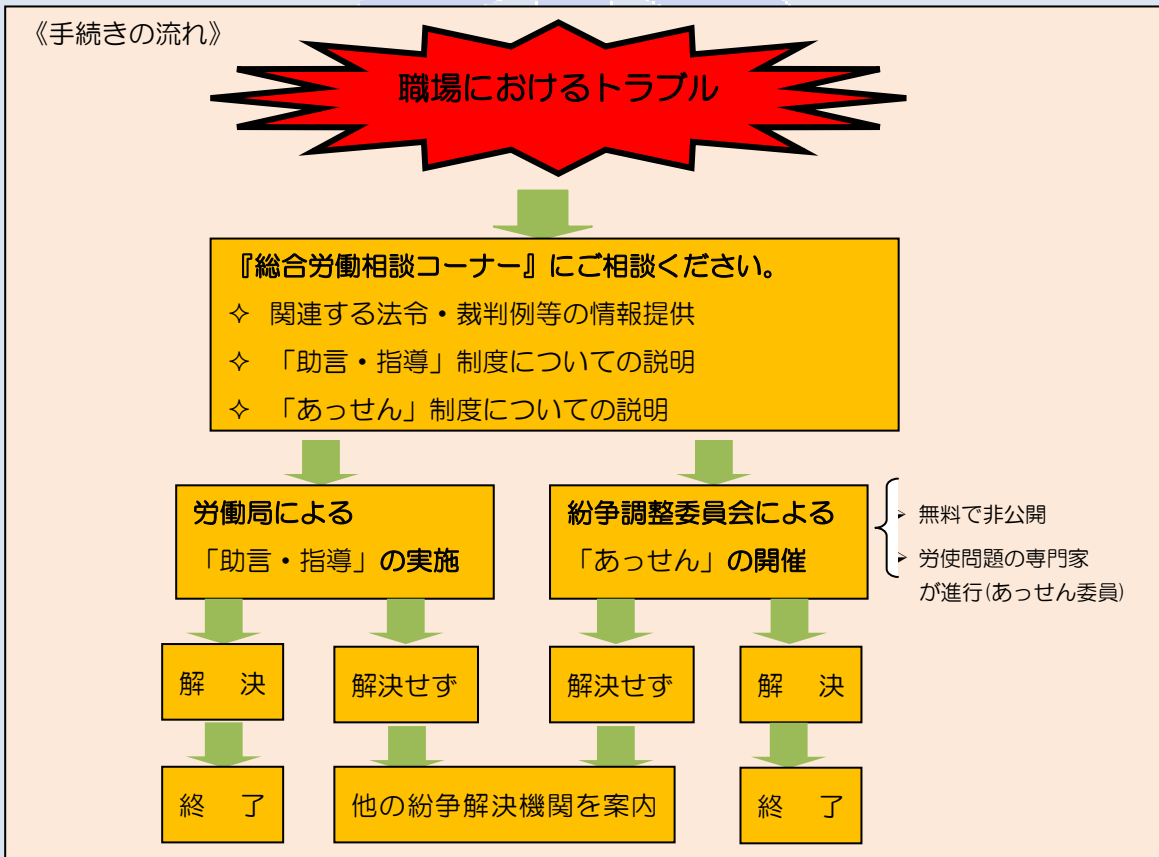 《手続きの流れ》
職場におけるトラブル
『総合労働相談コーナー』にご相談ください。
✧ 関連する法令・裁判例等の情報提供
✧ 「助言・指導」制度についての説明
✧ 「あっせん」制度についての説明
労働局による
「助言・指導」の実施
紛争調整委員会による
「あっせん」の開催
➢ 無料で非公開
➢ 労使問題の専門家
が進行(あっせん委員)
解　決
解決せず
解決せず
解　決
終　了
他の紛争解決機関を案内
終　了